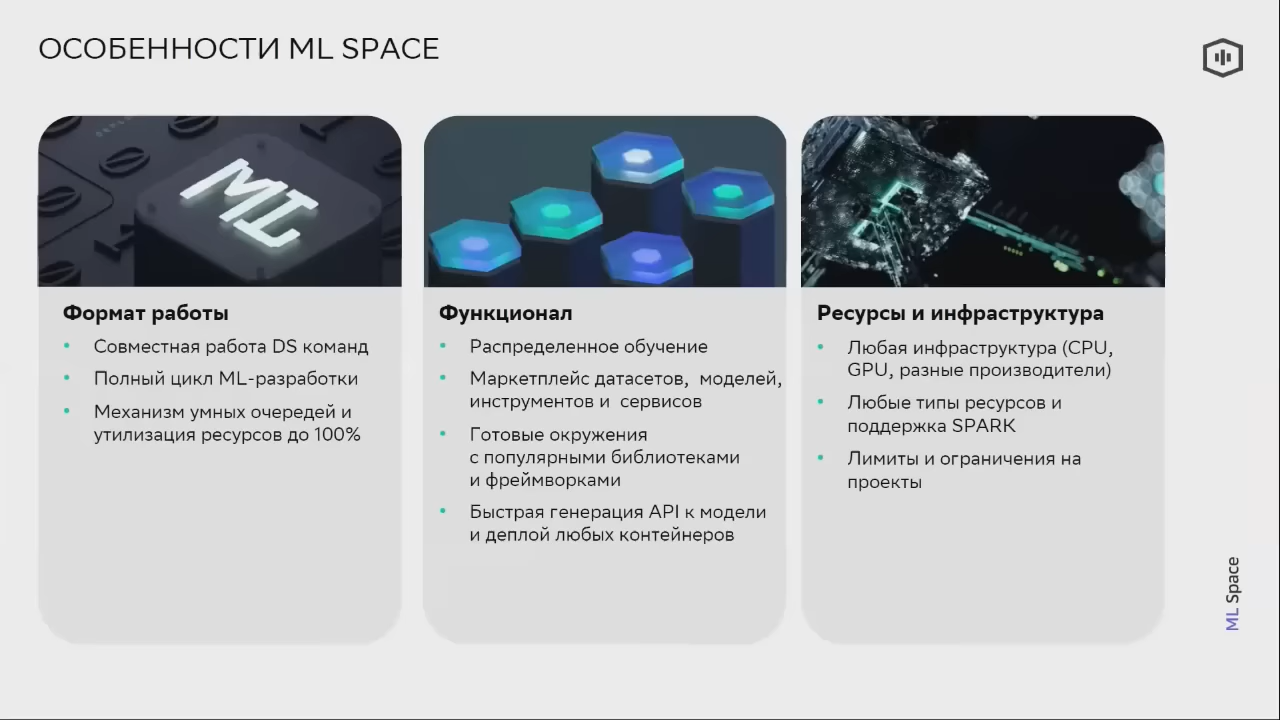 ОСОБЕННОСТИ ML SPACE
ML
Формат работы
• Совместная работа DS команд
• Полный цикл ML-разработки
• Механизм умных очередей и
утилизация ресурсов до 100%
Функционал
• Распределенное обучение
• Маркетплейс датасетов, моделей,
инструментов и сервисов
• Готовые окружения
с популярными библиотеками
и фреймворками
• Быстрая генерация API к модели
и деплой любых контейнеров
Ресурсы и инфраструктура
• Любая инфраструктура (CPU,
GPU, разные производители)
• Любые типы ресурсов и
поддержка SPARK
• Лимиты и ограничения на
проекты
ML Space